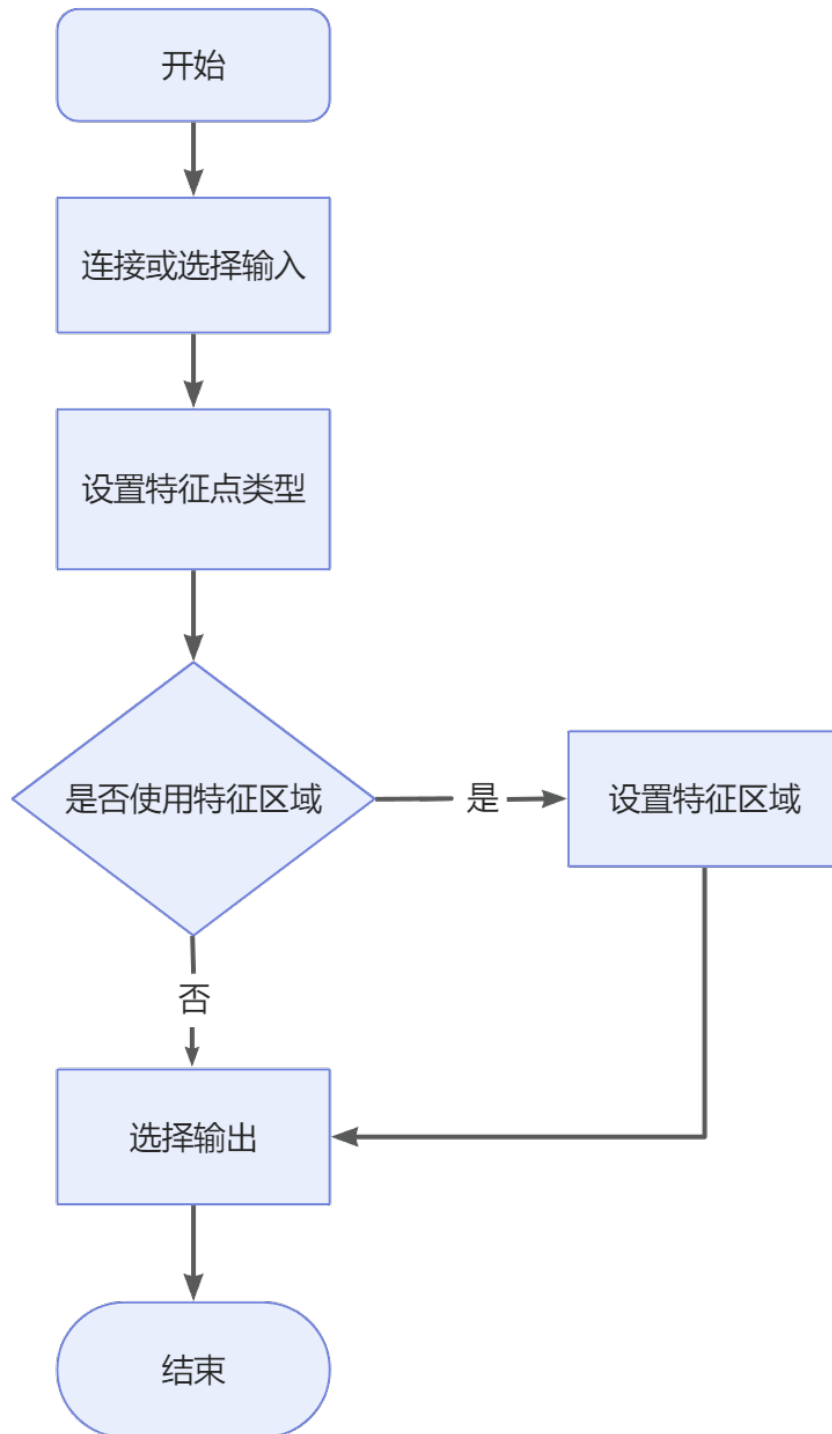 开始
连接或选择输入
设置特征点类型
是否使用特征区域
是
设置特征区域
否
选择输出
结束